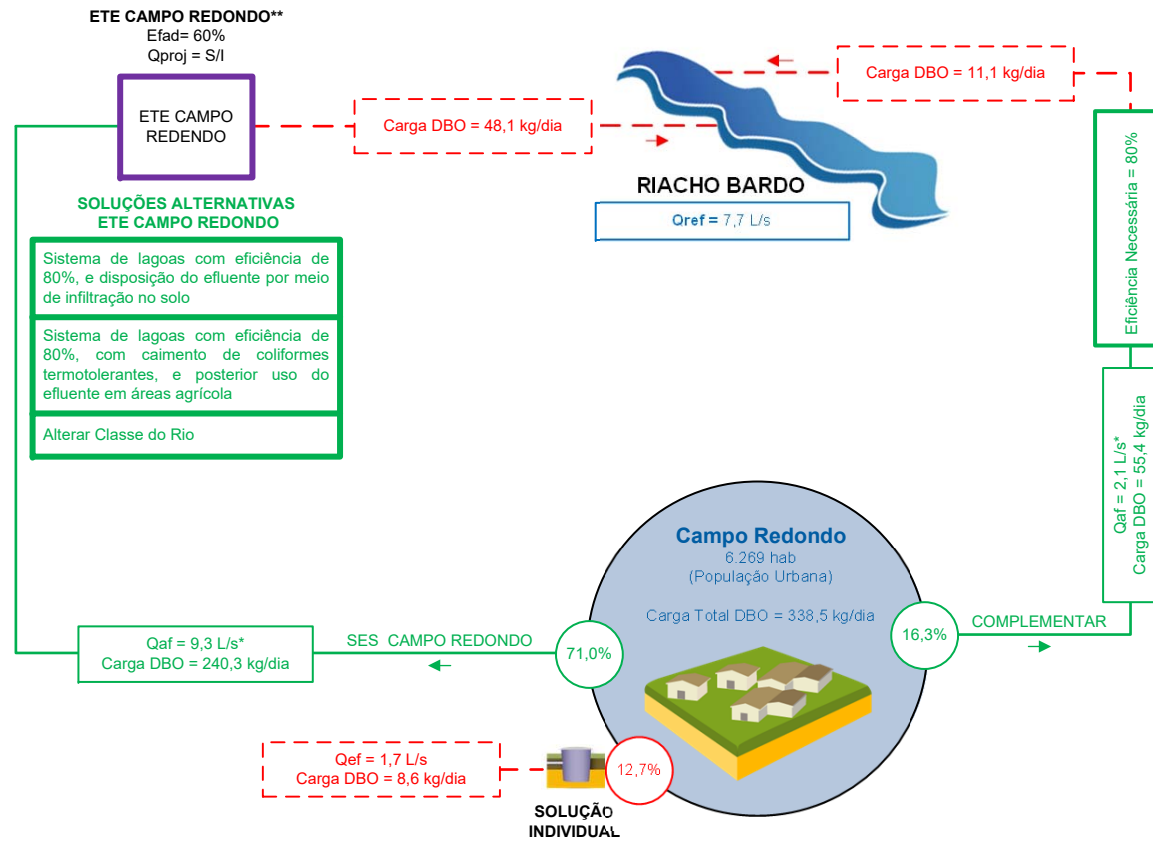 ETE CAMPO REDONDO**
Efad= 60%
Qproj = S/I
ETE CAMPO
REDENDO
Carga DBO = 48,1 kg/dia
Carga DBO = 11,1 kg/dia
RIACHO BARDO
Qref = 7,7 L/s
Eficiência Necessária = 80%
SOLUÇÕES ALTERNATIVAS
ETE CAMPO REDONDO
Sistema de lagoas com eficiência de
80%, e disposição do efluente por meio
de infiltração no solo
Sistema de lagoas com eficiência de
80%, com caimento de coliformes
termotolerantes, e posterior uso do
efluente em áreas agrícola
Alterar Classe do Rio
Qaf = 2,1 L/s*
Carga DBO = 55,4 kg/dia
Campo Redondo
6.269 hab
(População Urbana)
Carga Total DBO = 338,5 kg/dia
16,3%
COMPLEMENTAR
71,0%
SES CAMPO REDONDO
Qaf = 9,3 L/s*
Carga DBO = 240,3 kg/dia
Qef = 1,7 L/s
Carga DBO = 8,6 kg/dia
12,7%
SOLUÇÃO
INDIVIDUAL